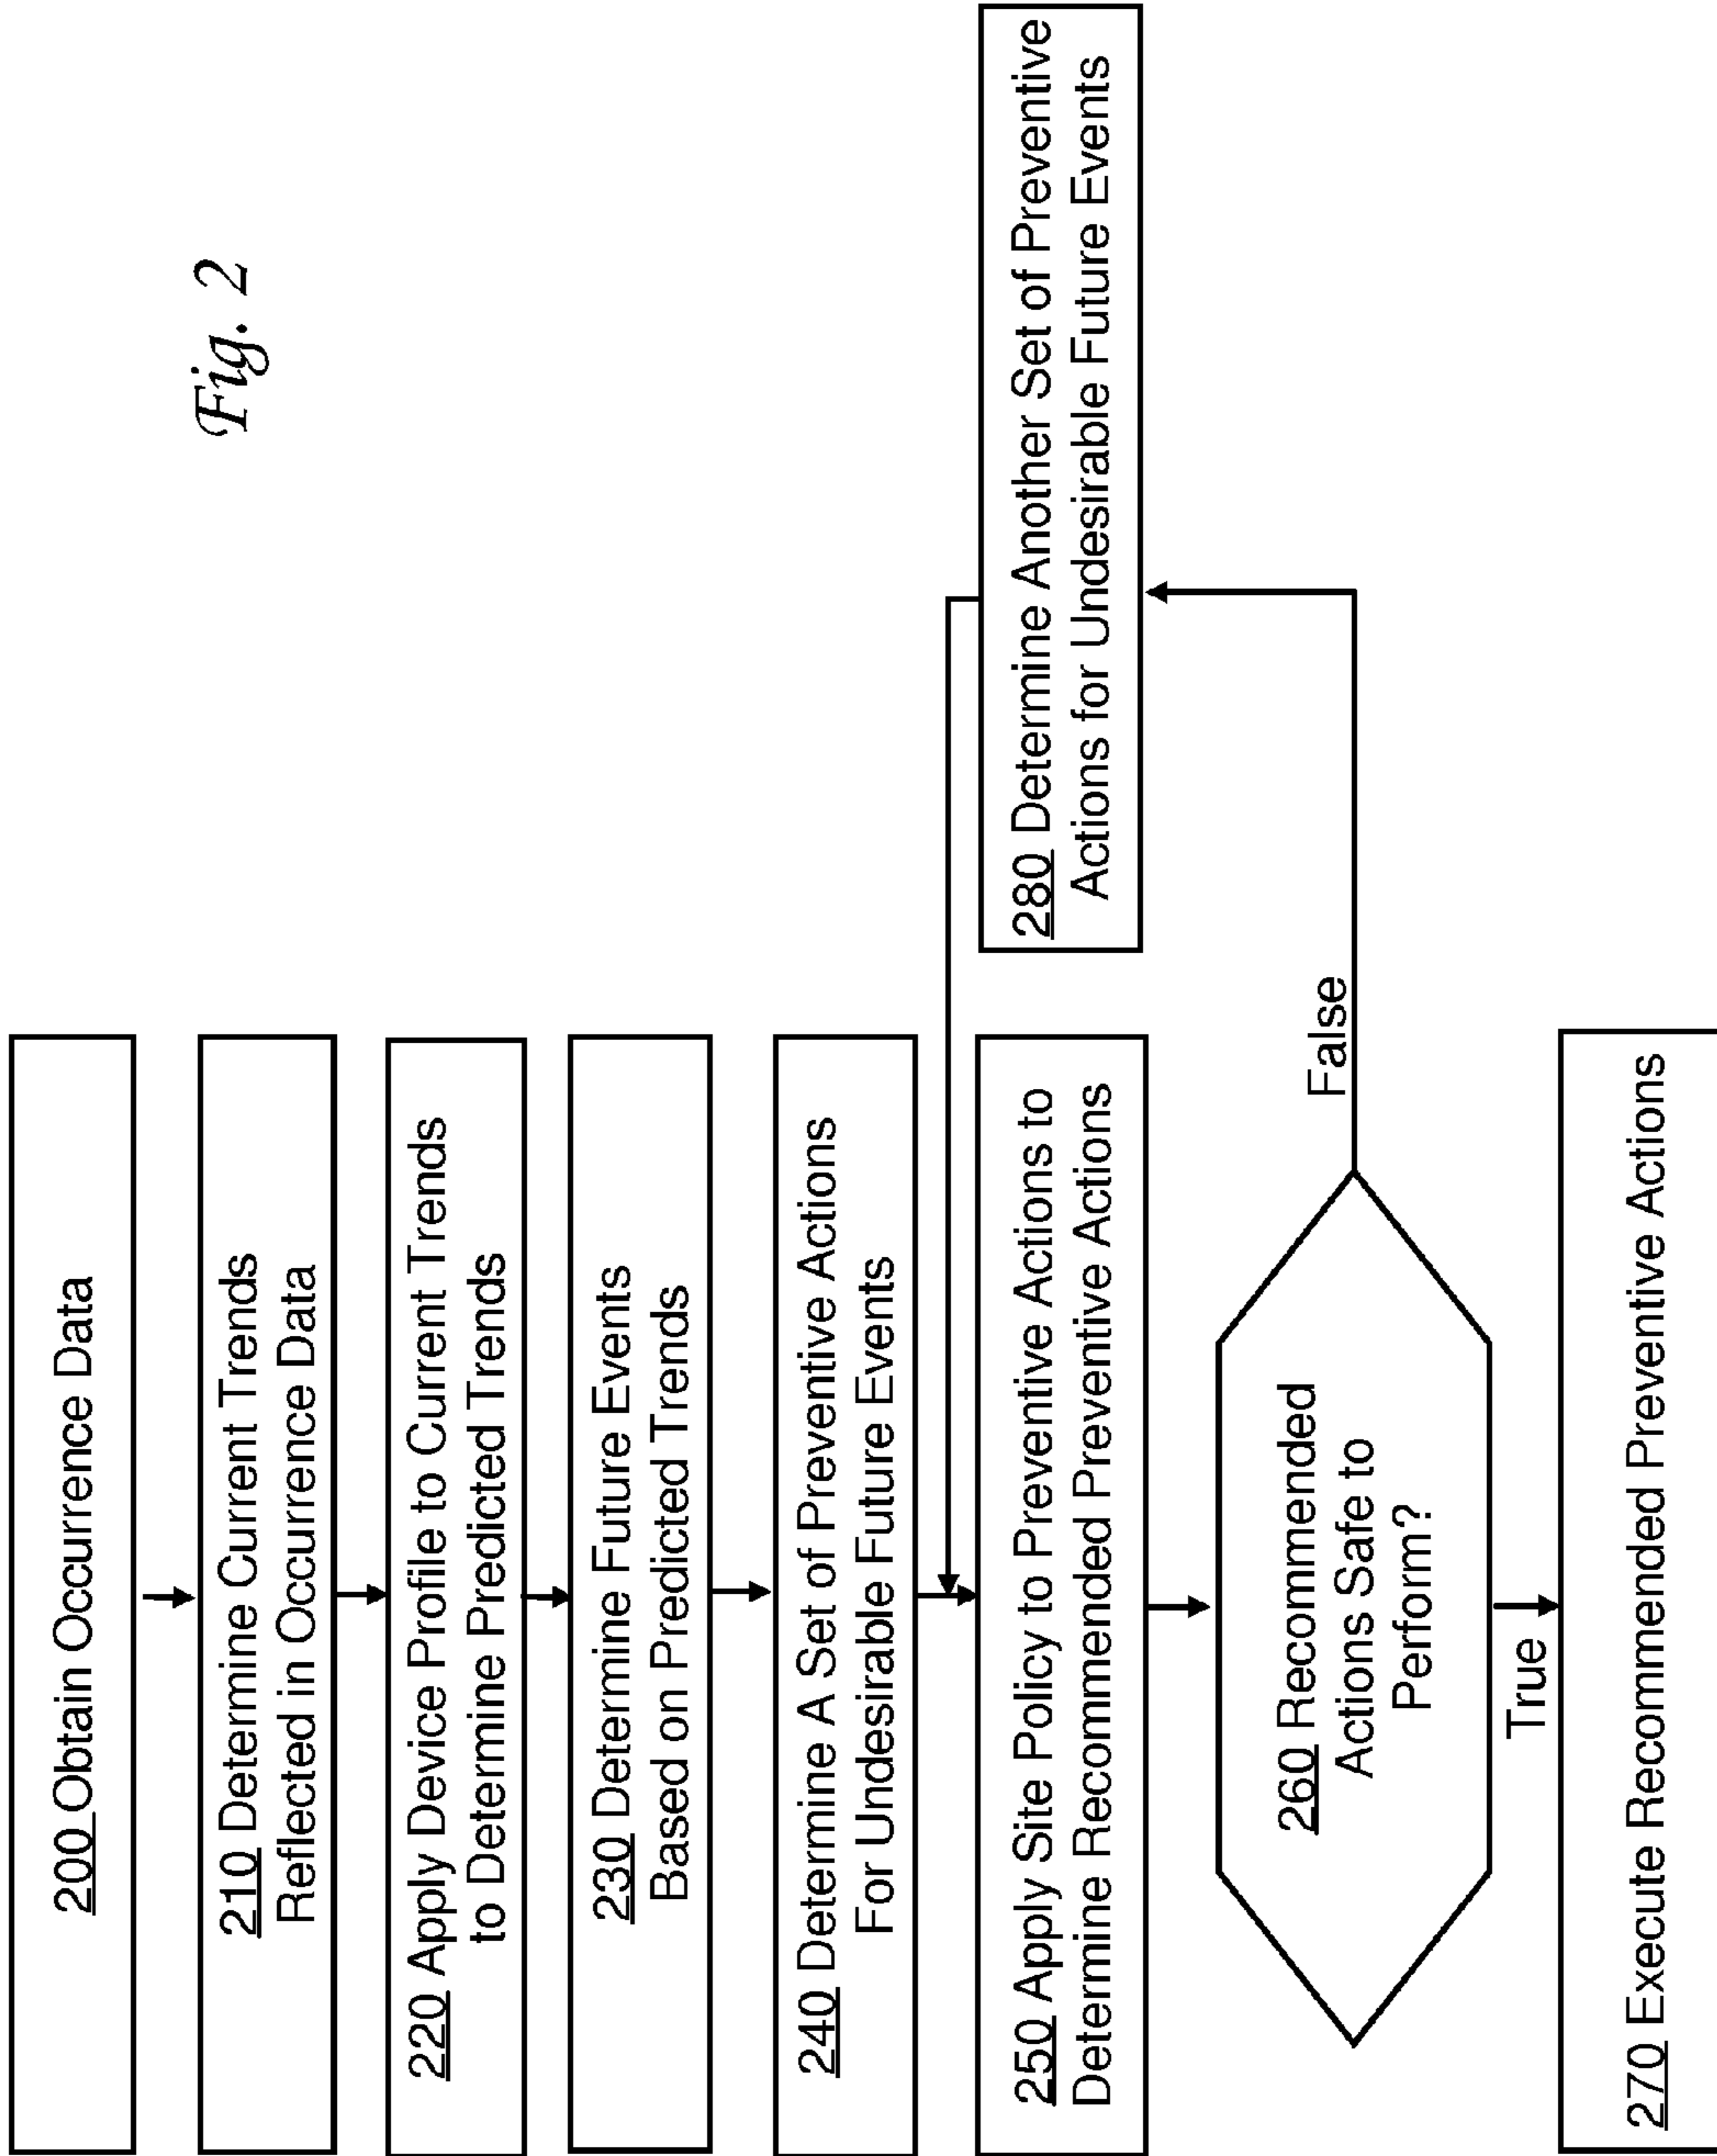 Fig. 2
200 Obtain Occurrence Data
210 Determine Current Trends
Reflected in Occurrence Data
220 Apply Device Profile to Current Trends
to Determine Predicted Trends
230 Determine Future Events
Based on Predicted Trends
240 Determine A Set of Preventive Actions
For Undesirable Future Events
250 Apply Site Policy to Preventive Actions to
Determine Recommended Preventive Actions
260 Recommended
Actions Safe to
Perform?
False
280 Determine Another Set of Preventive
Actions for Undesirable Future Events
True
270 Execute Recommended Preventive Actions